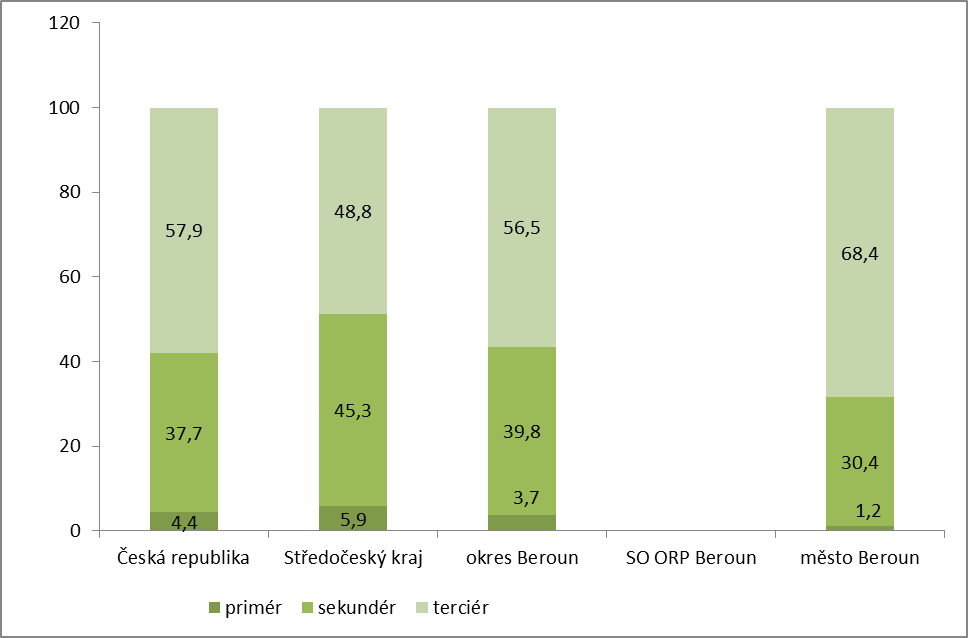 120
100
80
60
40
20
0
57,9
48,8
56,5
68,4
37,7
45,3
39,8
30,4
4,4
5,9
3,7
1,2
Česká republika
Středočeský kraj
okres Beroun
SO ORP Beroun
město Beroun
primér
sekundér
terciér